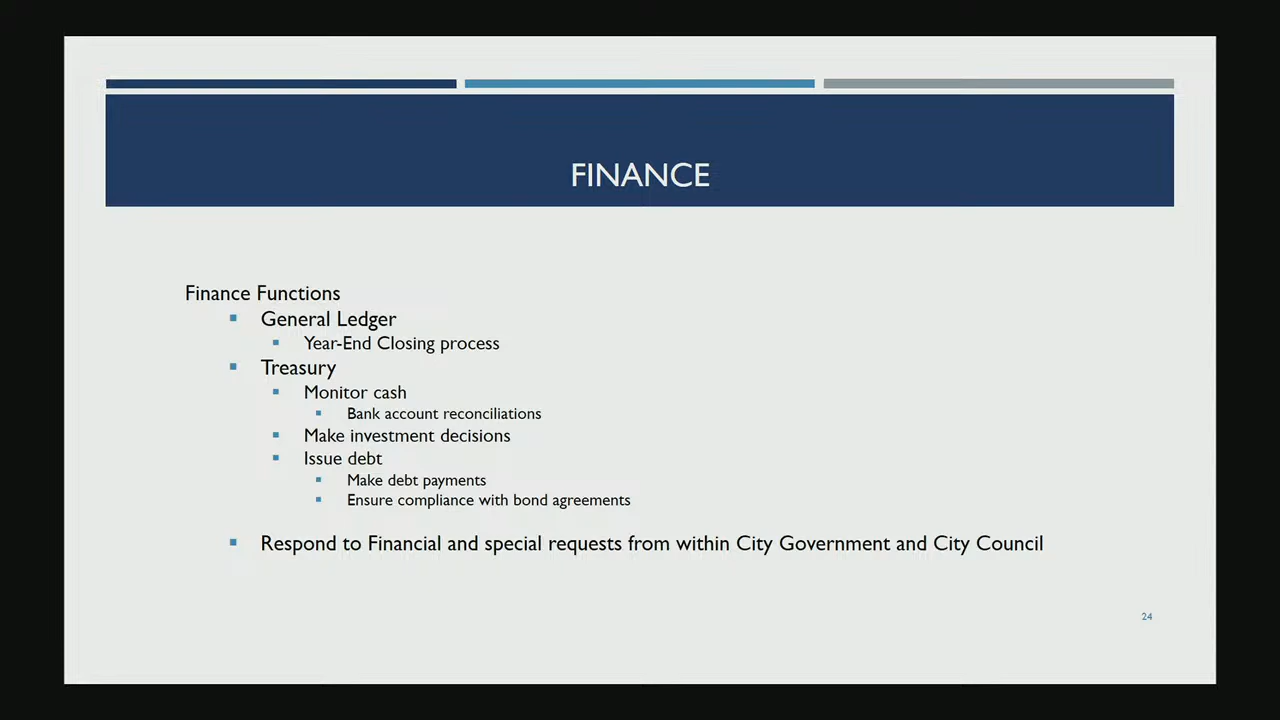 FINANCE
Finance Functions
General Ledger
Year-End Closing process
Treasury
Monitor cash
Bank account reconciliations
Make investment decisions
Issue debt
Make debt payments
Ensure compliance with bond agreements
Respond to Financial and special requests from within City Government and City Council
24